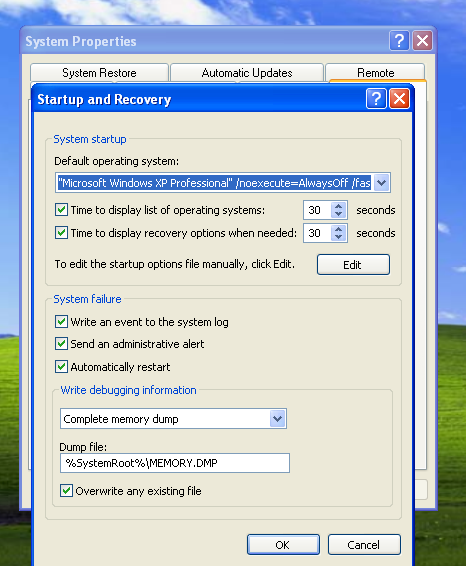 System Properties
System Restore
Automatic Updates
Remote
Startup and Recovery
System startup
Default operating system:
"Microsoft Windows XP Professional" /noexecute=AlwaysOff /fas
Time to display list of operating systems: 30 seconds
Time to display recovery options when needed: 30 seconds
To edit the startup options file manually, click Edit. Edit
System failure
Write an event to the system log
Send an administrative alert
Automatically restart
Write debugging information
Complete memory dump
Dump file:
%SystemRoot%\MEMORY.DMP
Overwrite any existing file
OK Cancel